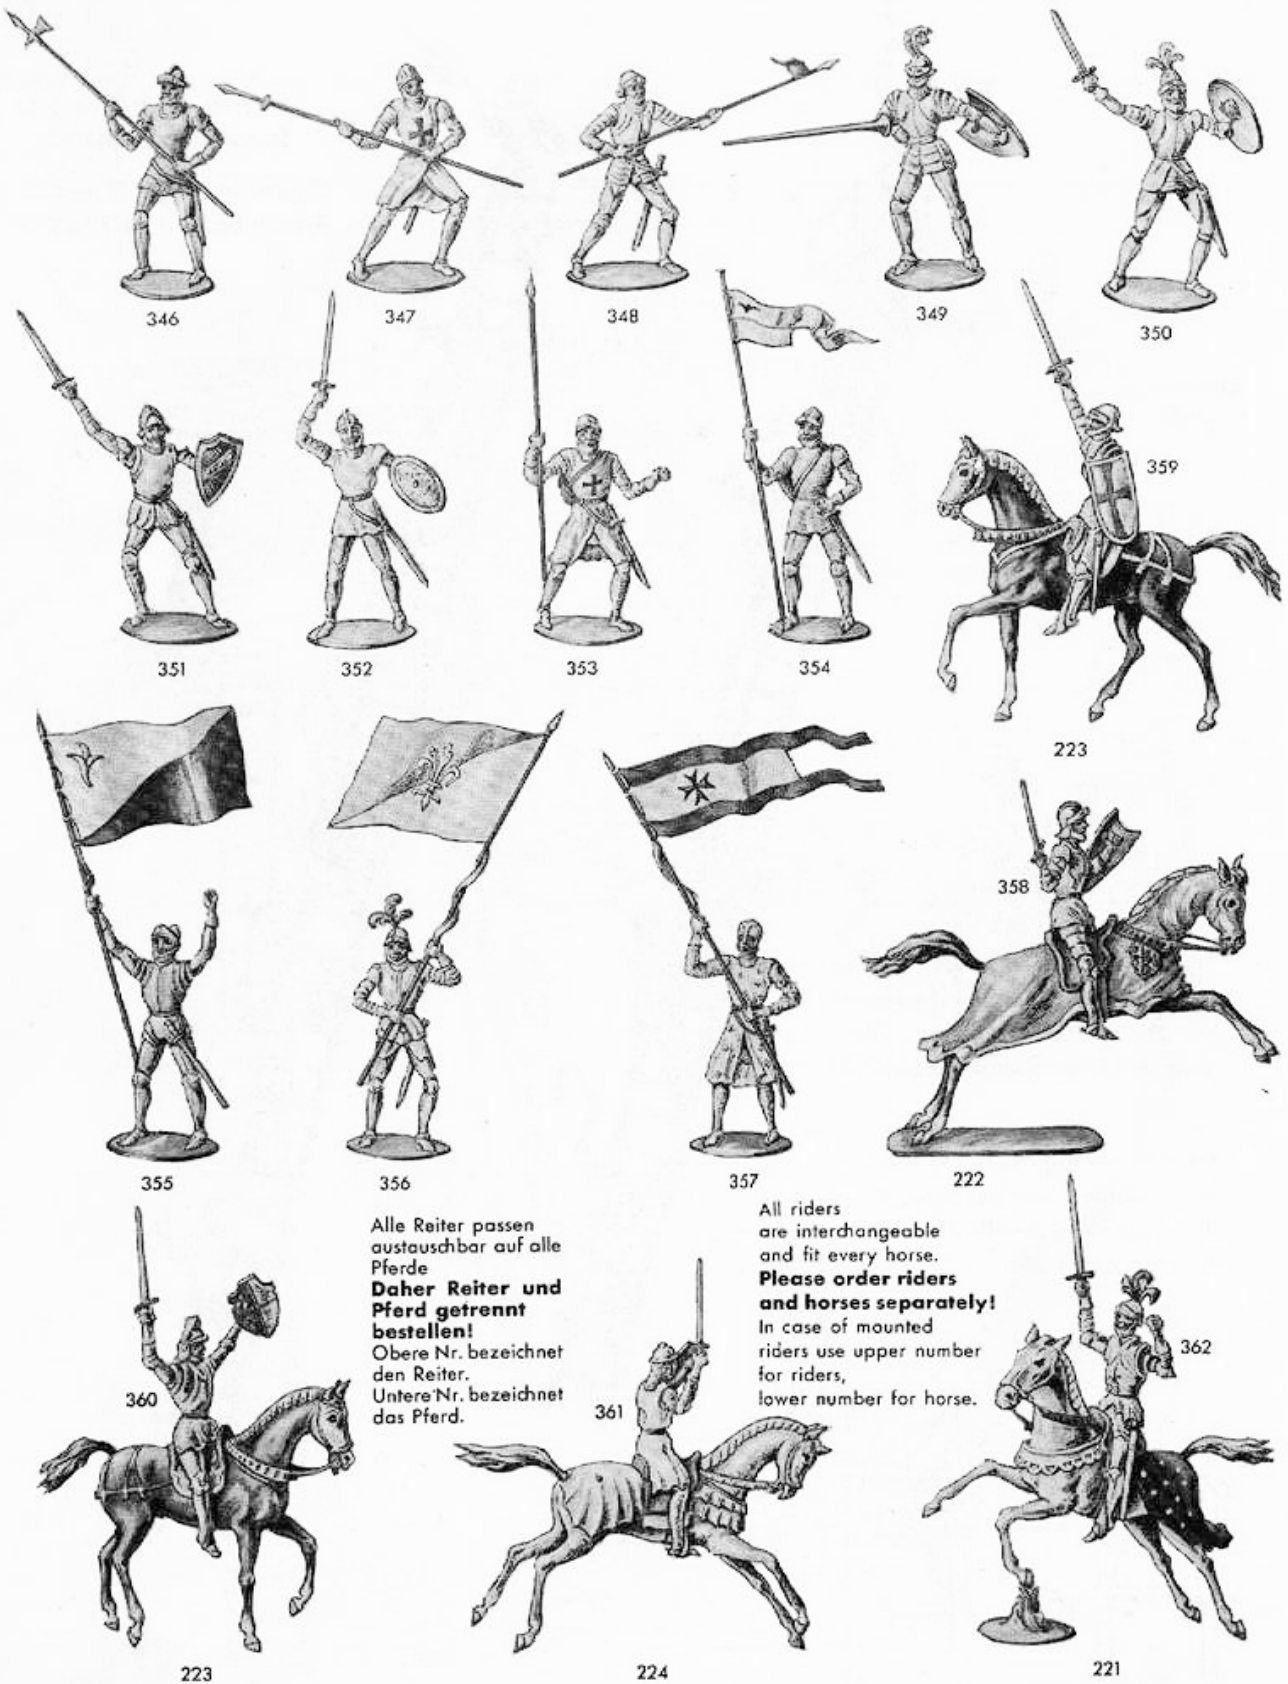 346
347
348
349
350
351
352
353
354
359
223
355
356
357
358
222
360
223
Alle Reiter passen
austauschbar auf alle
Pferde
Daher Reiter und
Pferd getrennt
bestellen!
Obere Nr. bezeichnet
den Reiter.
Untere Nr. bezeichnet
das Pferd.
361
224
All riders
are interchangeable
and fit every horse.
Please order riders
and horses separately!
In case of mounted
riders use upper number
for riders,
lower number for horse.
362
221